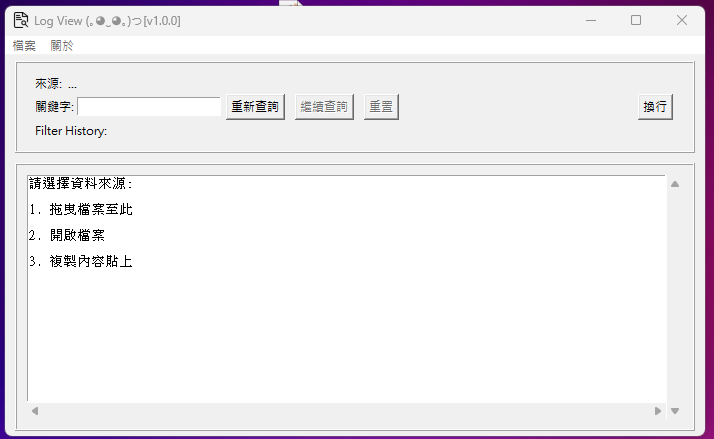 Log View (｡◕‿◕｡)つ[v1.0.0]
檔案 關於
來源: ...
關鍵字: 重新查詢 繼續查詢 重置 換行
Filter History:
請選擇資料來源:
1. 拖曳檔案至此
2. 開啟檔案
3. 複製內容貼上